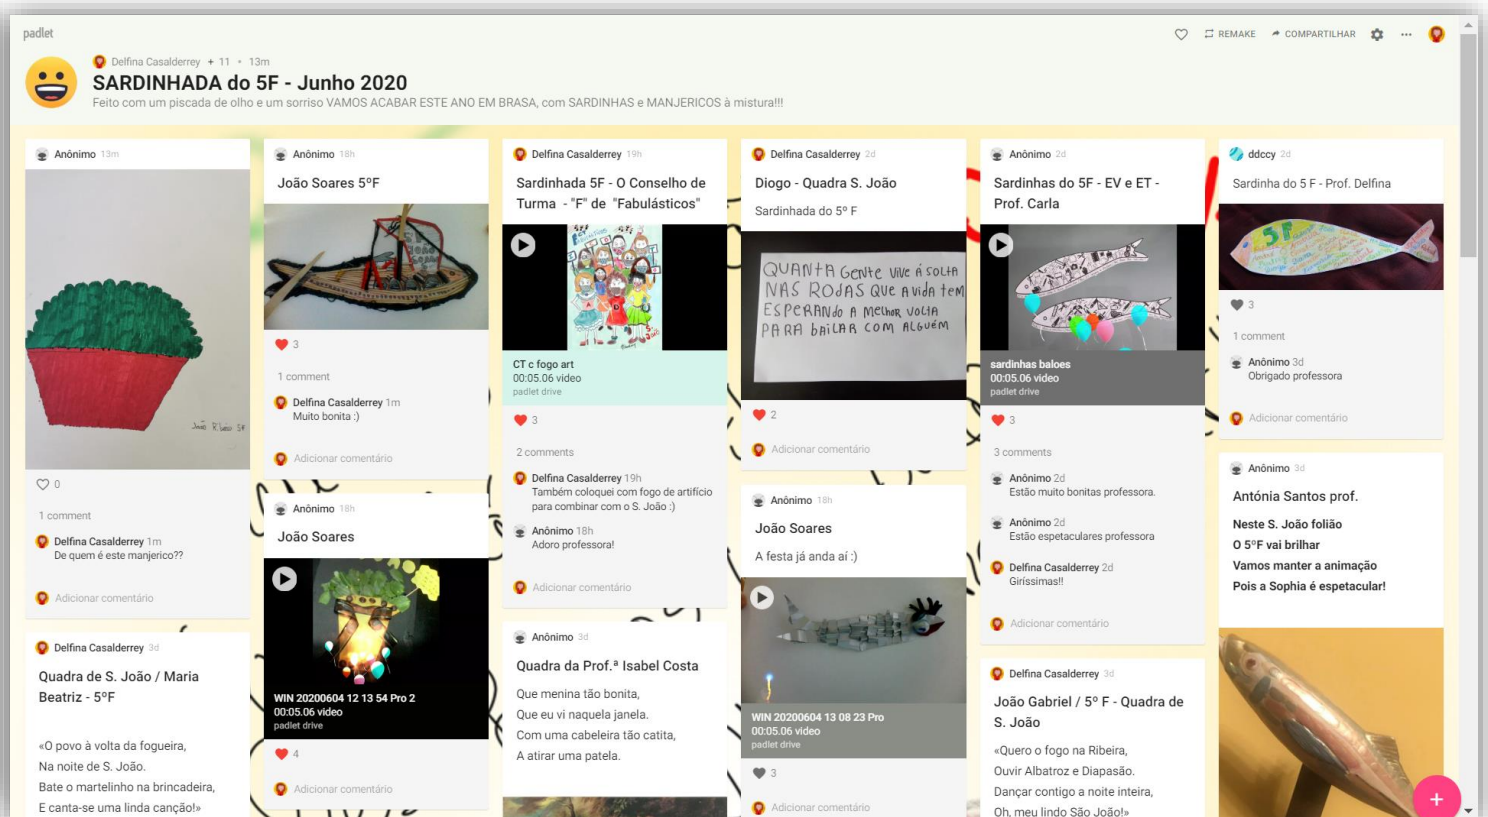 padlet
REMAKE
COMPARTILHAR
Delfina Casalderrey + 11 • 13m
SARDINHADA do 5F - Junho 2020
Feito com um piscada de olho e um sorriso VAMOS ACABAR ESTE ANO EM BRASA, com SARDINHAS e MANJERICOS à mistura!!!
Anônimo 13m
5F
0
1 comment
Delfina Casalderrey 1m
De quem é este manjerico??
Adicionar comentário
Delfina Casalderrey 3d
Quadra de S. João / Maria
Beatriz - 5ºF
«O povo à volta da fogueira,
Na noite de S. João.
Bate o martelinho na brincadeira,
E canta-se uma linda canção!»
Anônimo 18h
João Soares 5ºF
3
1 comment
Delfina Casalderrey 1m
Muito bonita :)
Adicionar comentário
Anônimo 18h
João Soares
WIN 20200604 12 13 54 Pro 2
00:05.06 video
padlet drive
4
Adicionar comentário
Delfina Casalderrey 19h
Sardinhada 5F - O Conselho de
Turma - "F" de "Fabulásticos"
CT c fogo art
00:05.06 video
padlet drive
3
2 comments
Delfina Casalderrey 19h
Também coloquei com fogo de artifício
para combinar com o S. João :)
Anônimo 18h
Adoro professora!
Adicionar comentário
Anônimo 3d
Quadra da Prof.ª Isabel Costa
Que menina tão bonita,
Que eu vi naquela janela.
Com uma cabeleira tão catita,
A atirar uma patela.
Delfina Casalderrey 2d
Diogo - Quadra S. João
Sardinhada do 5º F
QUANTA Gente VIVE Á SOLTA
NAS RODAS QUE A VIDA TEM
ESPERANdo A MELHOR VOLTA
PARA BAILAR COM ALGUÉM
2
Adicionar comentário
Anônimo 18h
João Soares
A festa já anda aí :)
WIN 20200604 13 08 23 Pro
00:05.06 video
padlet drive
3
Adicionar comentário
Anônimo 2d
Sardinhas do 5F - EV e ET -
Prof. Carla
sardinhas baloes
00:05.06 video
padlet drive
3
3 comments
Anônimo 2d
Estão muito bonitas professora.
Anônimo 2d
Estão espetaculares professora
Delfina Casalderrey 2d
Giríssimas!!
Adicionar comentário
Delfina Casalderrey 3d
João Gabriel / 5º F - Quadra de
S. João
«Quero o fogo na Ribeira,
Ouvir Albatroz e Diapasão.
Dançar contigo a noite inteira,
Oh, meu lindo São João!»
ddccy 2d
Sardinha do 5 F - Prof. Delfina
5F
3
1 comment
Anônimo 3d
Obrigado professora
Adicionar comentário
Anônimo 3d
Antónia Santos prof.
Neste S. João folião
O 5ºF vai brilhar
Vamos manter a animação
Pois a Sophia é espetacular!